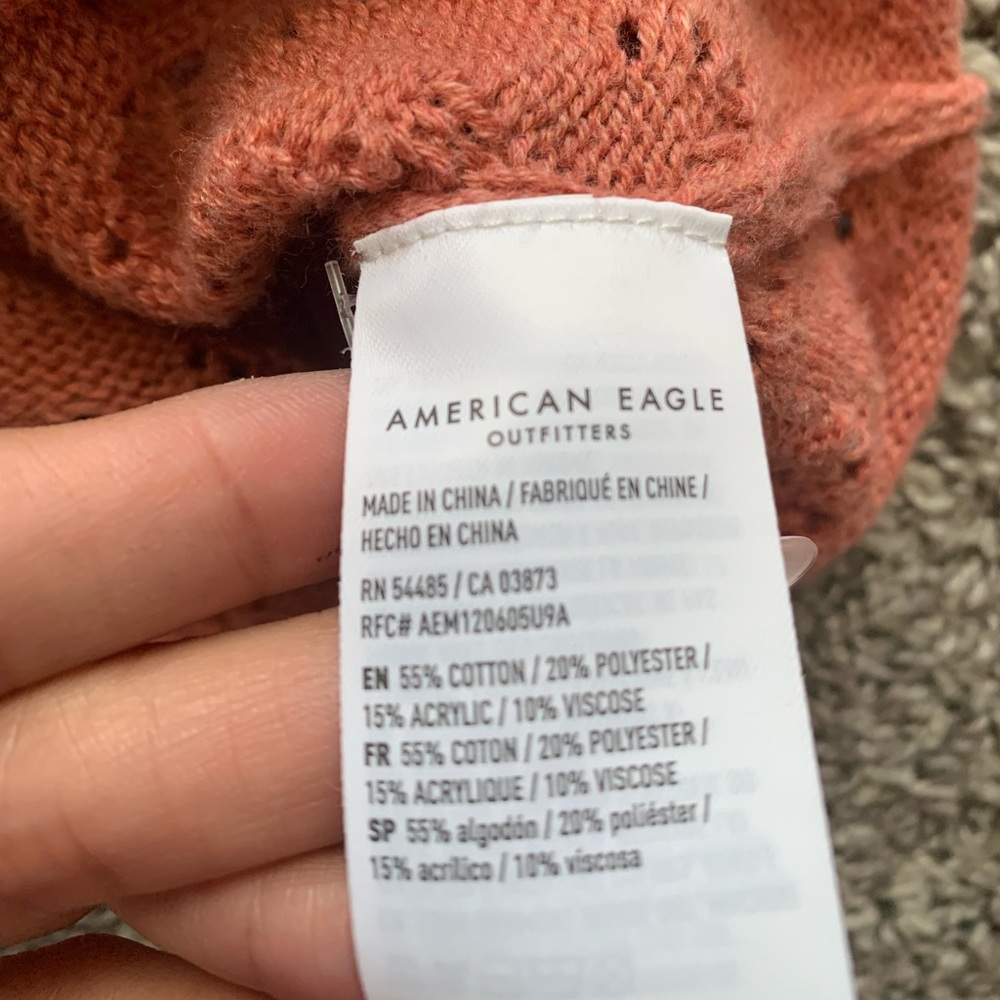 AMERICAN EAGLE
OUTFITTERS
MADE IN CHINA / FABRIQUÉ EN CHINE /
HECHO EN CHINA
RN 54485 / CA 03873
RFC# AEM120605U9A
EN 55% COTTON / 20% POLYESTER /
15% ACRYLIC / 10% VISCOSE
FR 55% COTON / 20% POLYESTER /
15% ACRYLIQUE / 10% VISCOSE
SP 55% algodón / 20% poliéster /
15% acrílico / 10% viscosa